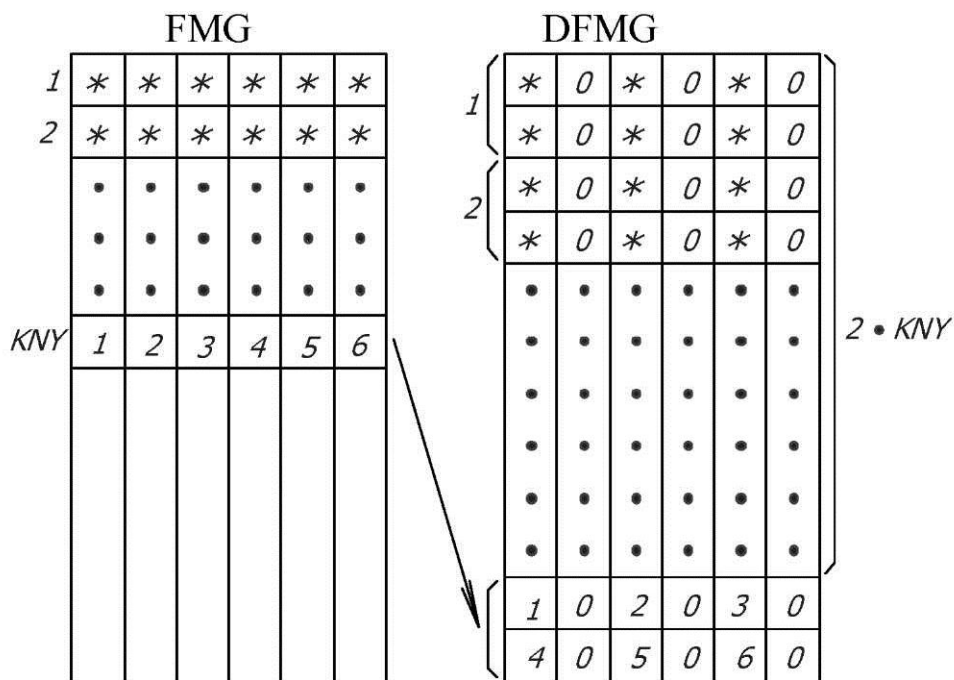 FMG DFMG
1 * * * * * *
2 * * * * * *
KNY 1 2 3 4 5 6
1 * 0 * 0 * 0
* 0 * 0 * 0
2 * 0 * 0 * 0
* 0 * 0 * 0
2 • KNY
1 0 2 0 3 0
4 0 5 0 6 0